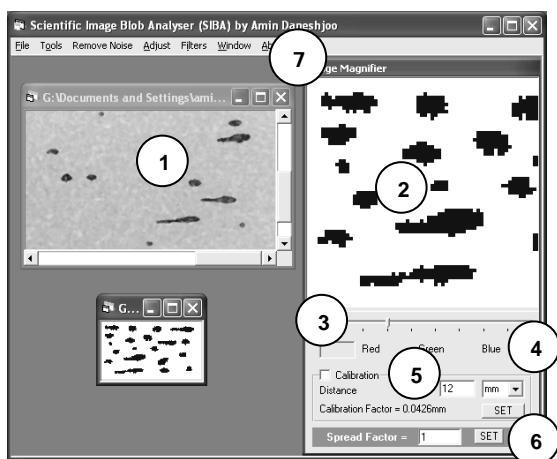 Scientific Image Blob Analyser (SIBA) by Amin Daneshjoo
File Tools Remove Noise Adjust Filters Window
7
Magnifier
G:\Documents and Settings\ami...
1
2
G...
3
Red Green Blue
4
Calibration
5
Distance 12 mm
Calibration Factor = 0.0426mm SET
Spread Factor = 1 SET
6